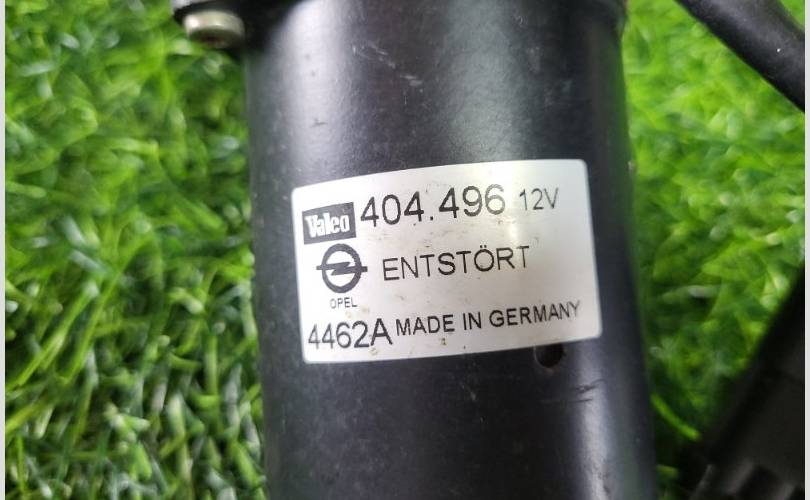 Valeo 404.496 12V
ENTSTÖRT
OPEL
4462A MADE IN GERMANY